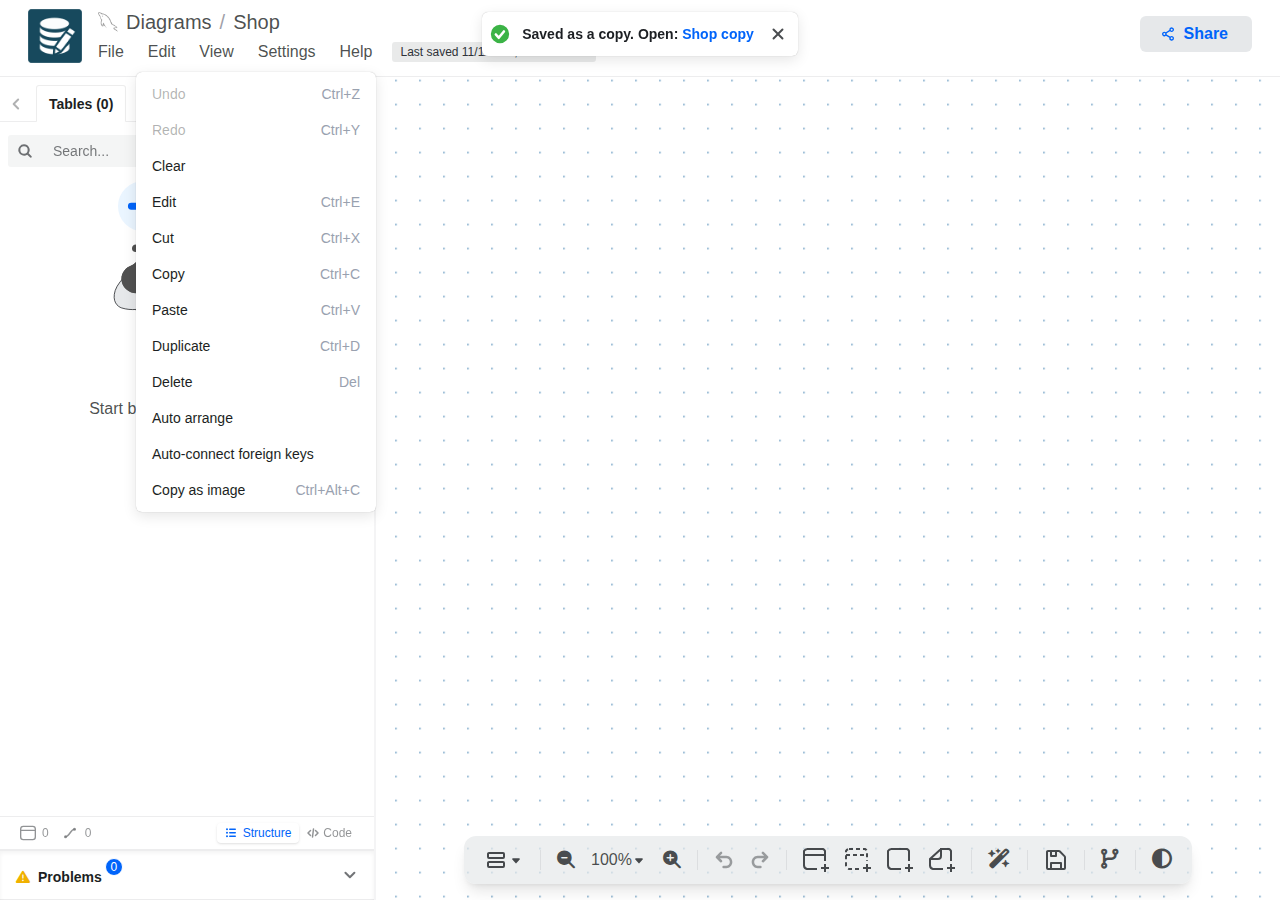 Diagrams / Shop
Saved as a copy. Open: Shop copy
Share
File Edit View Settings Help Last saved 11/1
Tables (0)
Search...
Undo Ctrl+Z
Redo Ctrl+Y
Clear
Edit Ctrl+E
Cut Ctrl+X
Copy Ctrl+C
Paste Ctrl+V
Duplicate Ctrl+D
Delete Del
Auto arrange
Start b
Auto-connect foreign keys
Copy as image Ctrl+Alt+C
0 0 Structure Code
Problems 0
100%